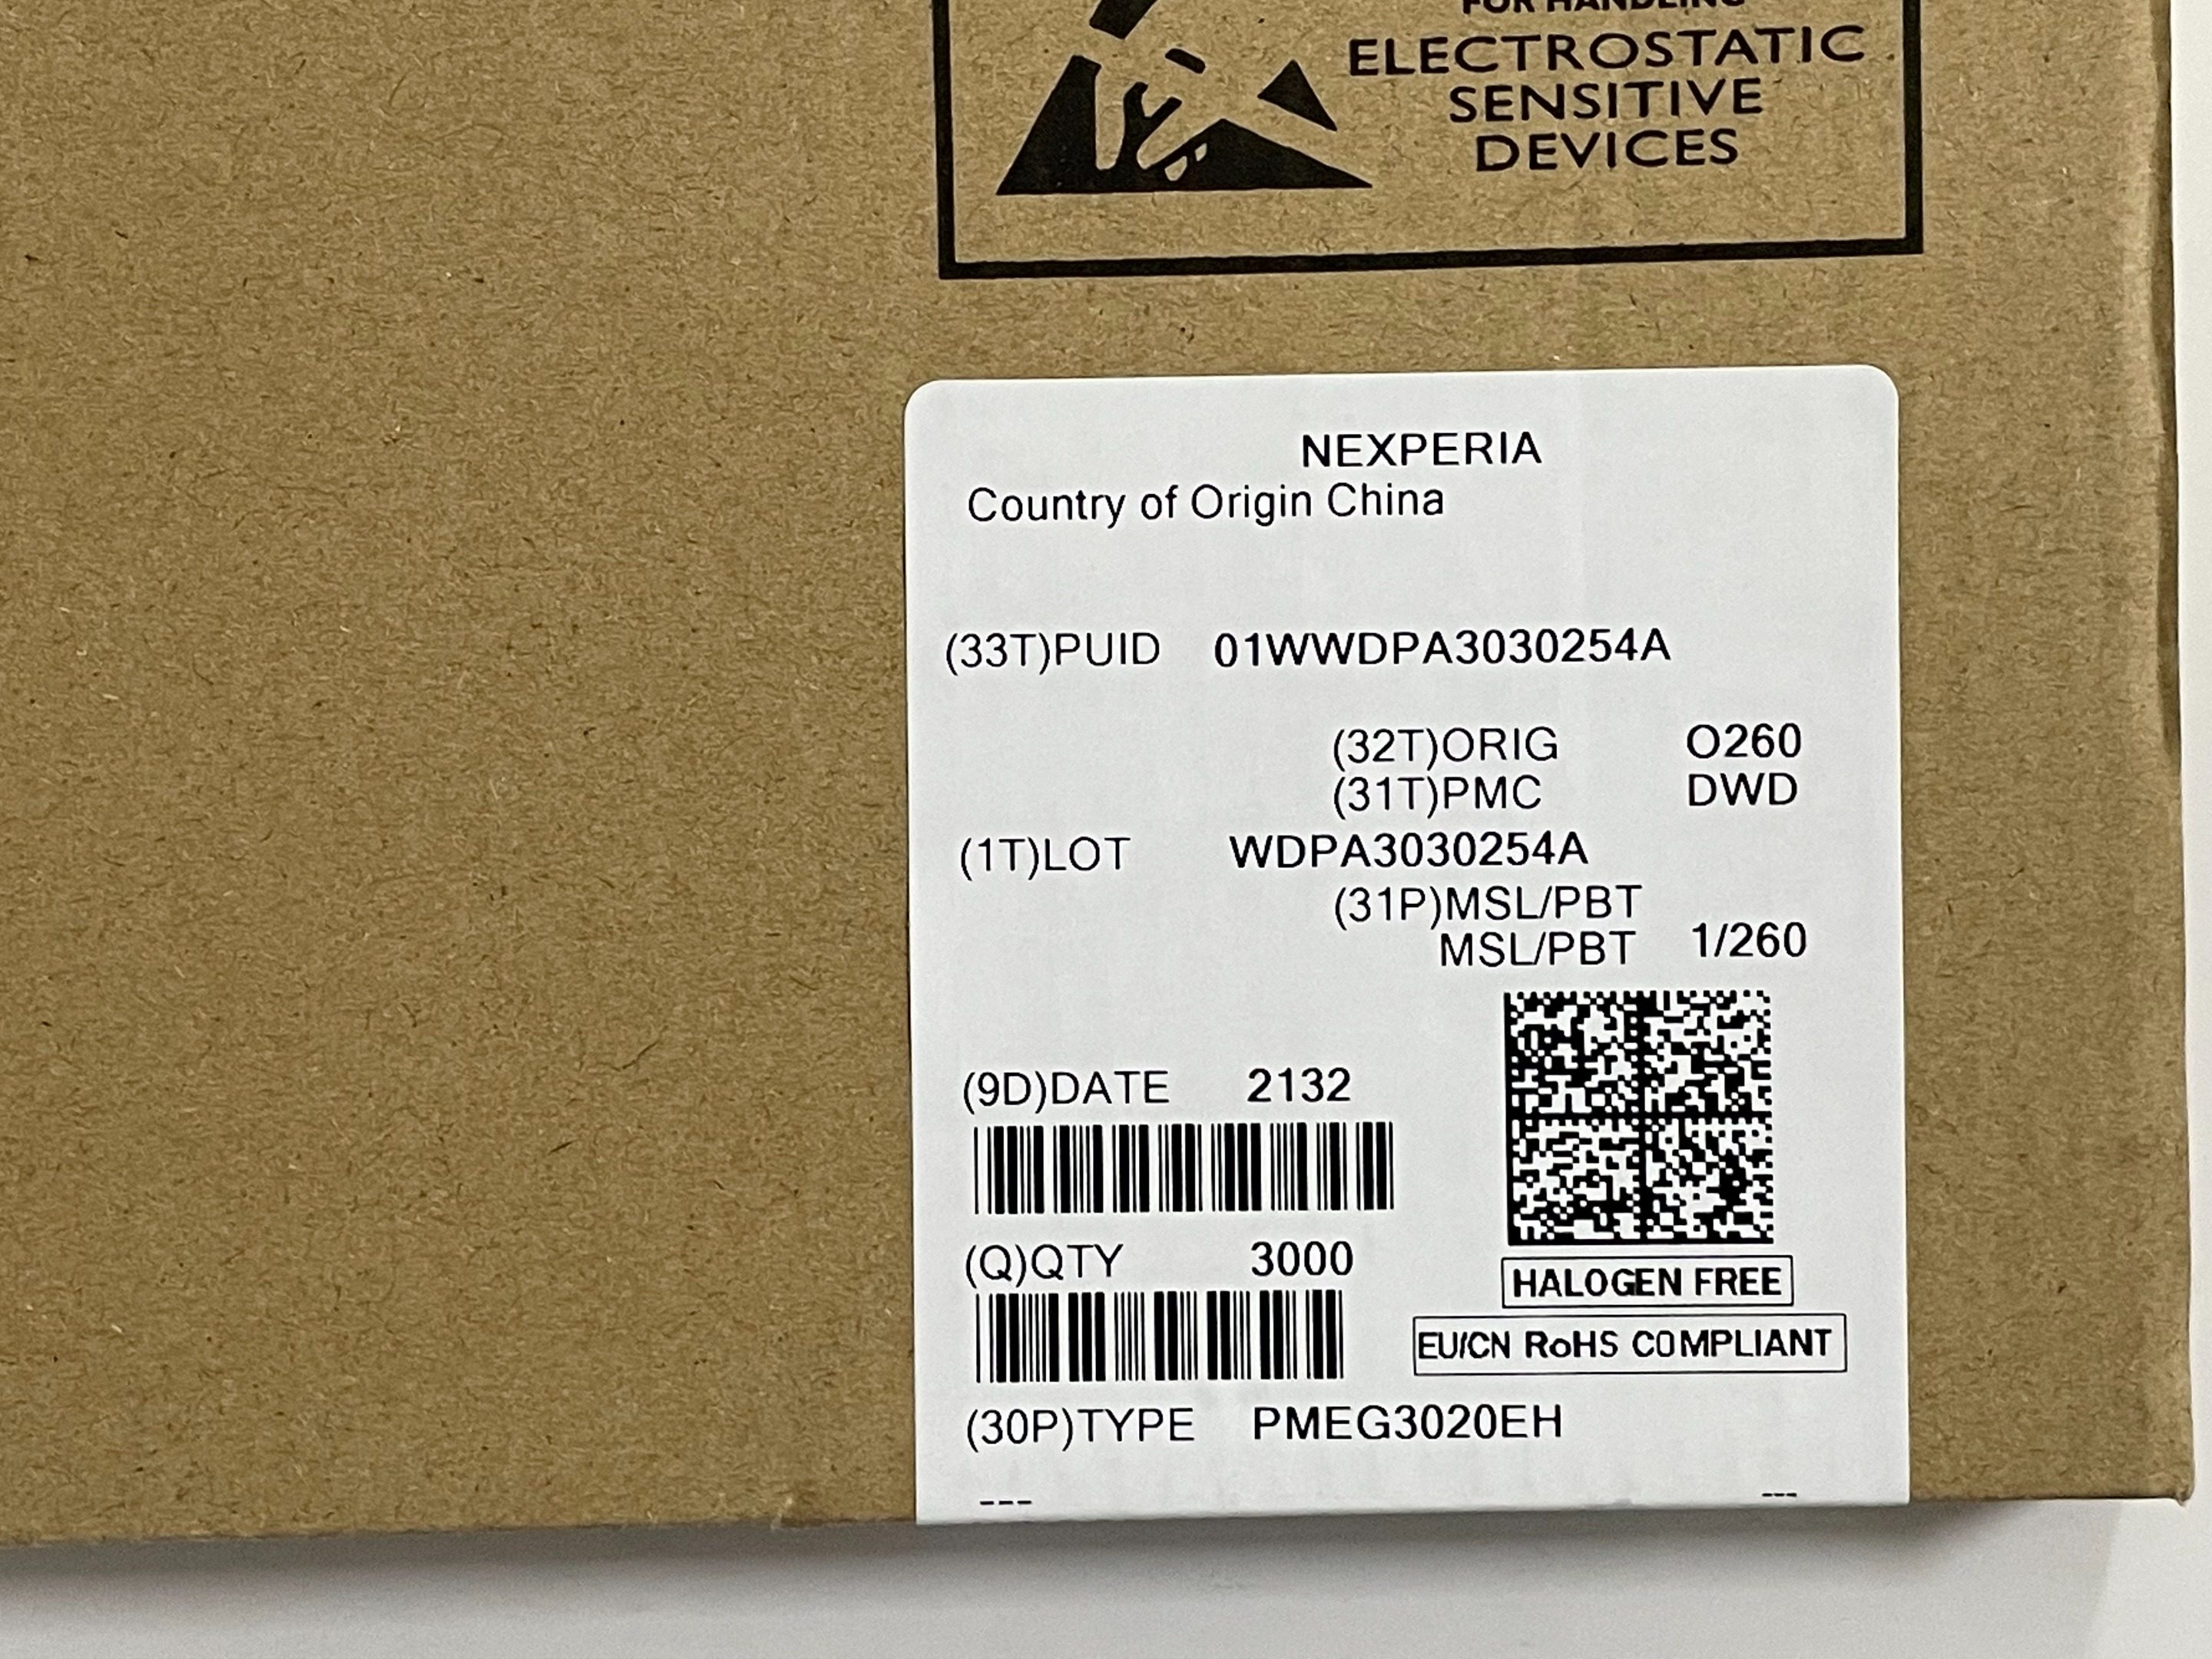 FOR HANDLING
ELECTROSTATIC
SENSITIVE
DEVICES
NEXPERIA
Country of Origin China
(33T)PUID 01WWDPA3030254A
(32T)ORIG O260
(31T)PMC DWD
(1T)LOT WDPA3030254A
(31P)MSL/PBT
MSL/PBT 1/260
(9D)DATE 2132
(Q)QTY 3000
HALOGEN FREE
EU/CN RoHS COMPLIANT
(30P)TYPE PMEG3020EH